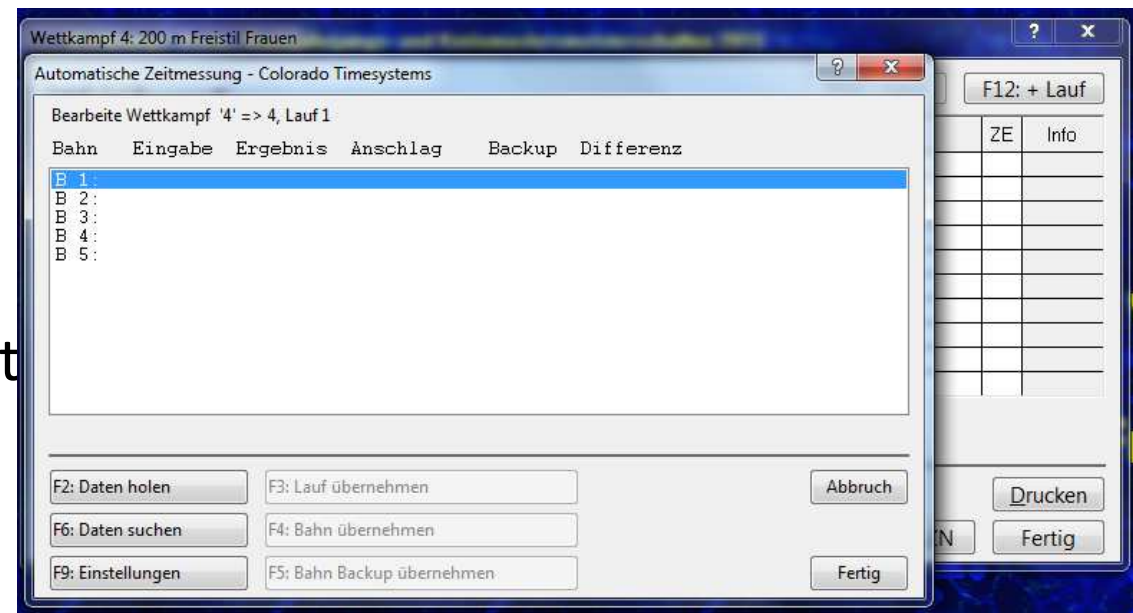 Wettkampf 4: 200 m Freistil Frauen
Automatische Zeitmessung - Colorado Timesystems
F12: + Lauf
Bearbeite Wettkampf '4' => 4, Lauf 1
Bahn Eingabe Ergebnis Anschlag Backup Differenz
ZE Info
B 1:
B 2:
B 3:
B 4:
B 5:
t
F2: Daten holen F3: Lauf übernehmen Abbruch
Drucken
F6: Daten suchen F4: Bahn übernehmen
N Fertig
F9: Einstellungen F5: Bahn Backup übernehmen Fertig